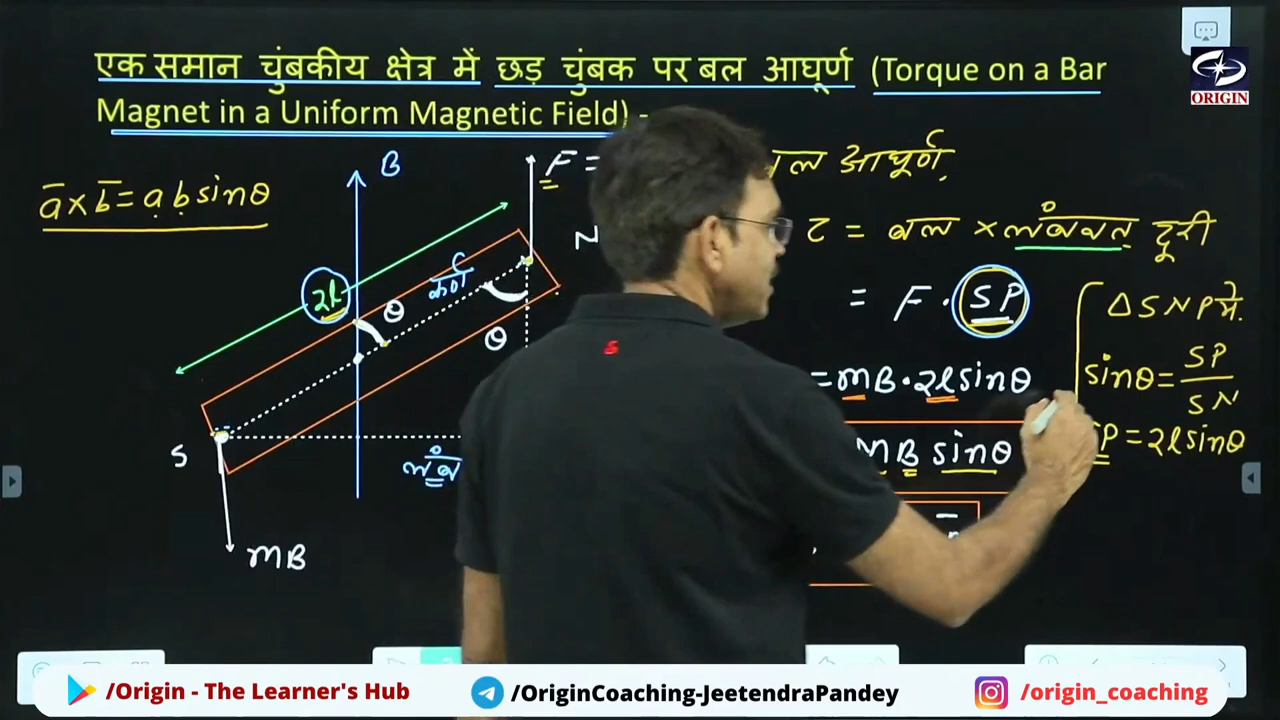 एक समान चुंबकीय क्षेत्र में छड़ चुंबक पर बल आघूर्ण (Torque on a Bar
Magnet in a Uniform Magnetic Field) -
ORIGIN
a̅ × b̅ = a b sinθ
B
F =
बल आघूर्ण
N
τ = बल × लंबवत दूरी
2l
कर्ण
θ
θ
= F · SP
Δ SNP में
= mB · 2l sinθ
sinθ = SP
SN
S
M B sinθ
SP = 2l sinθ
mB
S
/Origin - The Learner's Hub
/OriginCoaching-JeetendraPandey
/origin_coaching